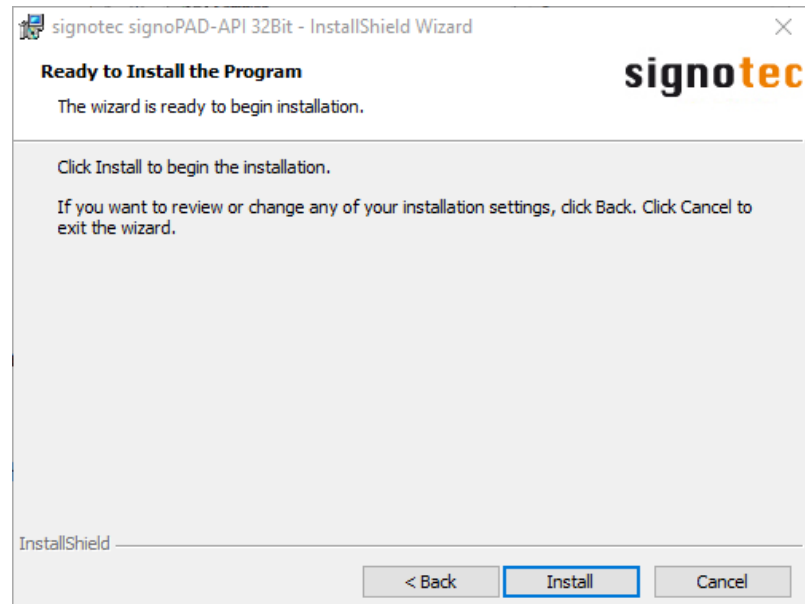 signotec signoPAD-API 32Bit - InstallShield Wizard
Ready to Install the Program
signotec
The wizard is ready to begin installation.
Click Install to begin the installation.
If you want to review or change any of your installation settings, click Back. Click Cancel to
exit the wizard.
InstallShield
< Back
Install
Cancel